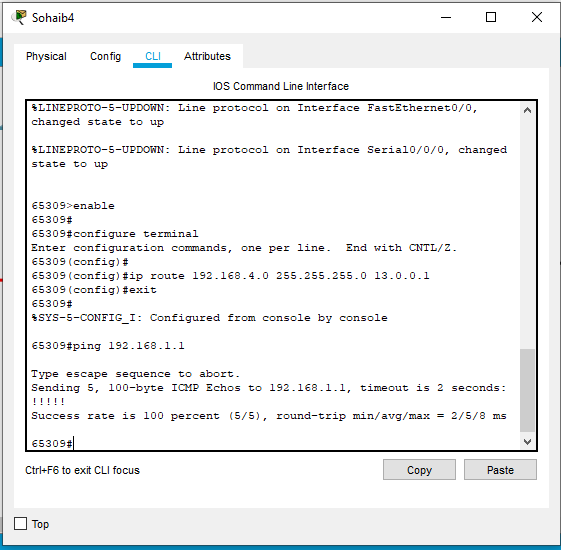 Sohaib4
Physical Config CLI Attributes
IOS Command Line Interface
%LINEPROTO-5-UPDOWN: Line protocol on Interface FastEthernet0/0,
changed state to up
%LINEPROTO-5-UPDOWN: Line protocol on Interface Serial0/0/0, changed
state to up
65309>enable
65309#
65309#configure terminal
Enter configuration commands, one per line.  End with CNTL/Z.
65309(config)#
65309(config)#ip route 192.168.4.0 255.255.255.0 13.0.0.1
65309(config)#exit
65309#
%SYS-5-CONFIG_I: Configured from console by console
65309#ping 192.168.1.1
Type escape sequence to abort.
Sending 5, 100-byte ICMP Echos to 192.168.1.1, timeout is 2 seconds:
!!!!!
Success rate is 100 percent (5/5), round-trip min/avg/max = 2/5/8 ms
65309#
Ctrl+F6 to exit CLI focus Copy Paste
Top